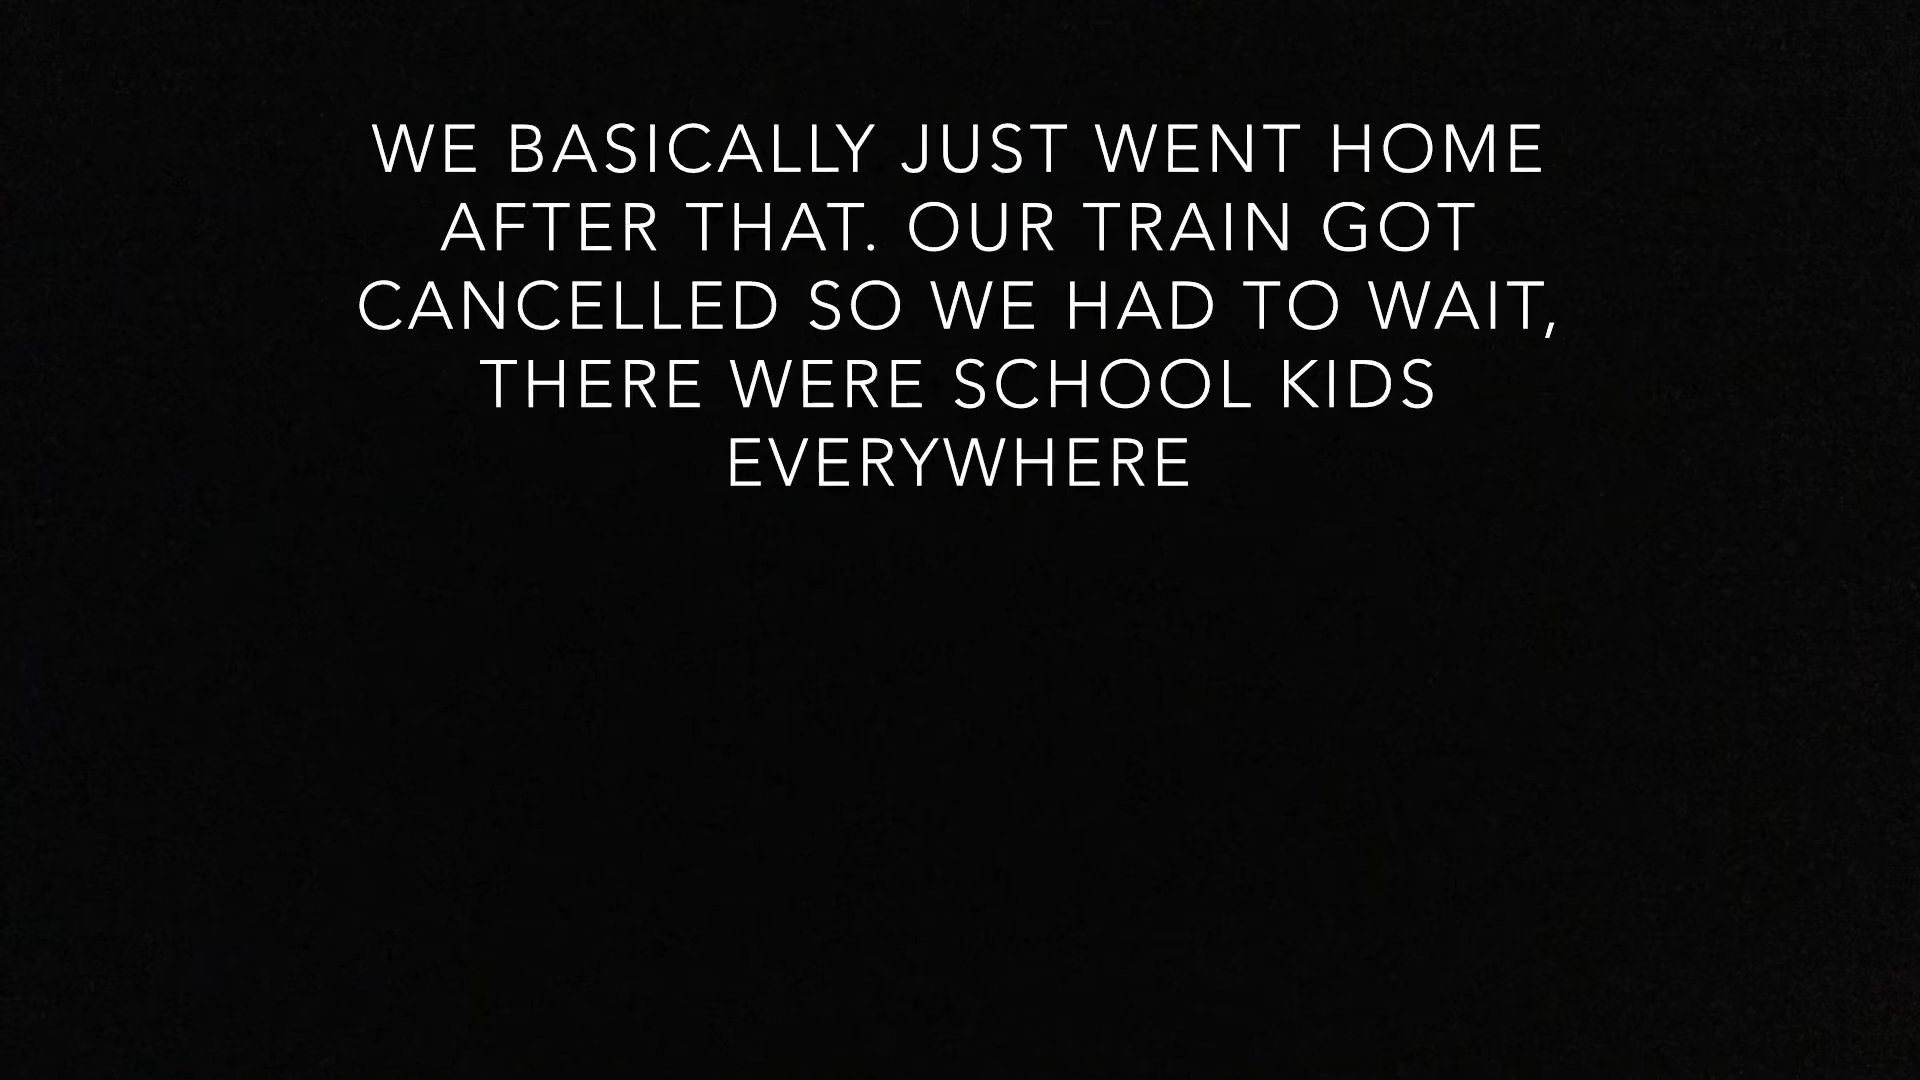 WE BASICALLY JUST WENT HOME
AFTER THAT. OUR TRAIN GOT
CANCELLED SO WE HAD TO WAIT,
THERE WERE SCHOOL KIDS
EVERYWHERE